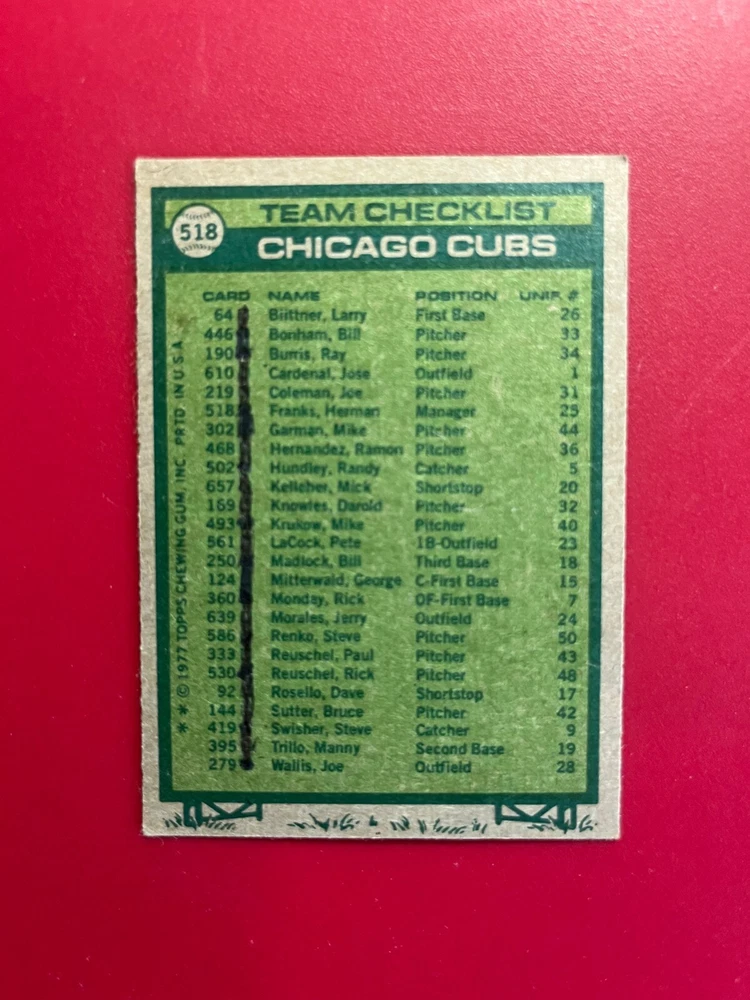 518
TEAM CHECKLIST
CHICAGO CUBS
CARD NAME POSITION UNIF #
64 Biittner, Larry First Base 26
446 Bonham, Bill Pitcher 33
190 Burris, Ray Pitcher 34
610 Cardenal, Jose Outfield 1
219 Coleman, Joe Pitcher 31
518 Franks, Herman Manager 25
302 Garman, Mike Pitcher 44
468 Hernandez, Ramon Pitcher 36
502 Hundley, Randy Catcher 5
657 Kelleher, Mick Shortstop 20
169 Knowles, Darold Pitcher 32
493 Krukow, Mike Pitcher 40
561 LaCock, Pete 1B-Outfield 23
250 Madlock, Bill Third Base 18
124 Mitterwald, George C-First Base 15
360 Monday, Rick OF-First Base 7
639 Morales, Jerry Outfield 24
586 Renko, Steve Pitcher 50
333 Reuschel, Paul Pitcher 43
530 Reuschel, Rick Pitcher 48
92 Rosello, Dave Shortstop 17
144 Sutter, Bruce Pitcher 42
419 Swisher, Steve Catcher 9
395 Trillo, Manny Second Base 19
279 Wallis, Joe Outfield 28
* * © 1977 TOPPS CHEWING GUM, INC. PRTD. IN U.S.A.